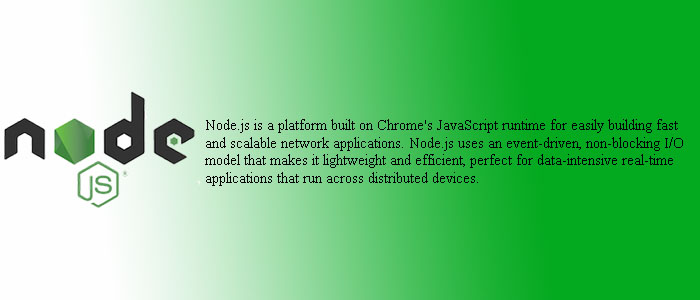 node
JS
®
Node.js is a platform built on Chrome's JavaScript runtime for easily building fast
and scalable network applications. Node.js uses an event-driven, non-blocking I/O
model that makes it lightweight and efficient, perfect for data-intensive real-time
applications that run across distributed devices.